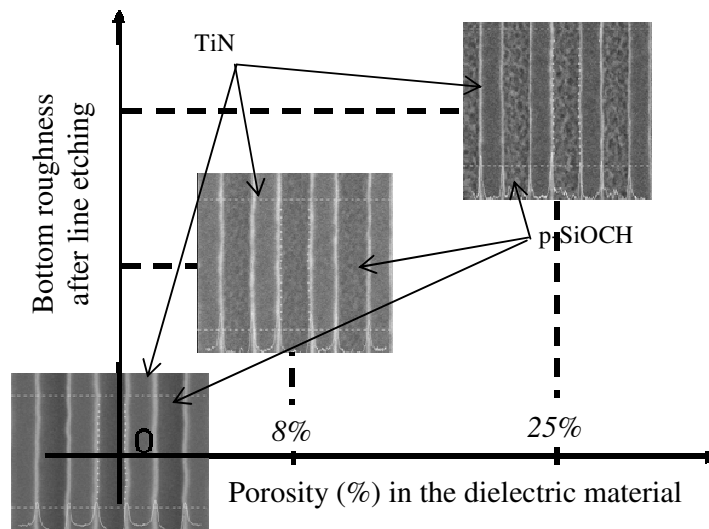 TiN
Bottom roughness
after line etching
p-SiOCH
0
8%
25%
Porosity (%) in the dielectric material